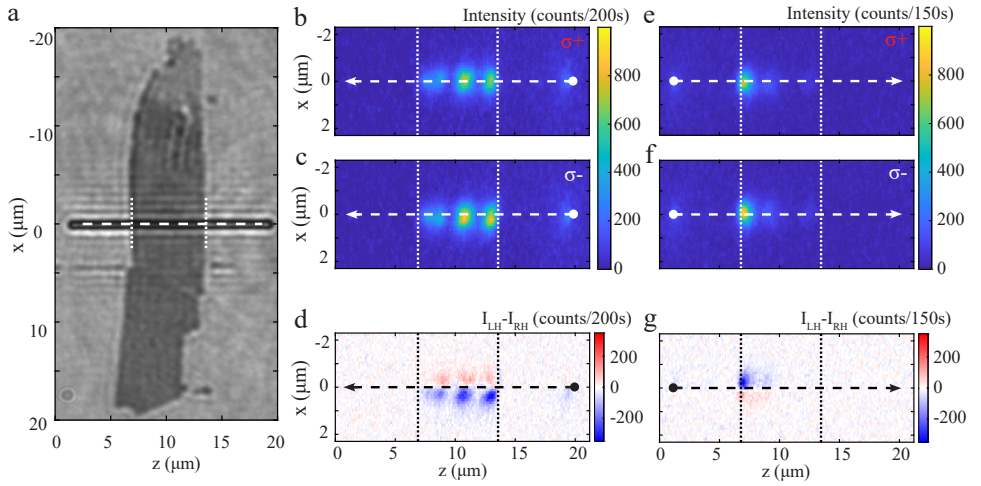 a
x (μm)
-20
-10
0
10
20
0
5
10
15
20
z (μm)
b
Intensity (counts/200s)
σ+
x (μm)
-2
0
2
c
σ-
x (μm)
-2
0
2
800
600
400
200
0
d
I_LH-I_RH (counts/200s)
x (μm)
-2
0
2
0
5
10
15
20
z (μm)
200
0
-200
e
Intensity (counts/150s)
σ+
f
σ-
800
600
400
200
0
g
I_LH-I_RH (counts/150s)
0
5
10
15
20
z (μm)
200
0
-200